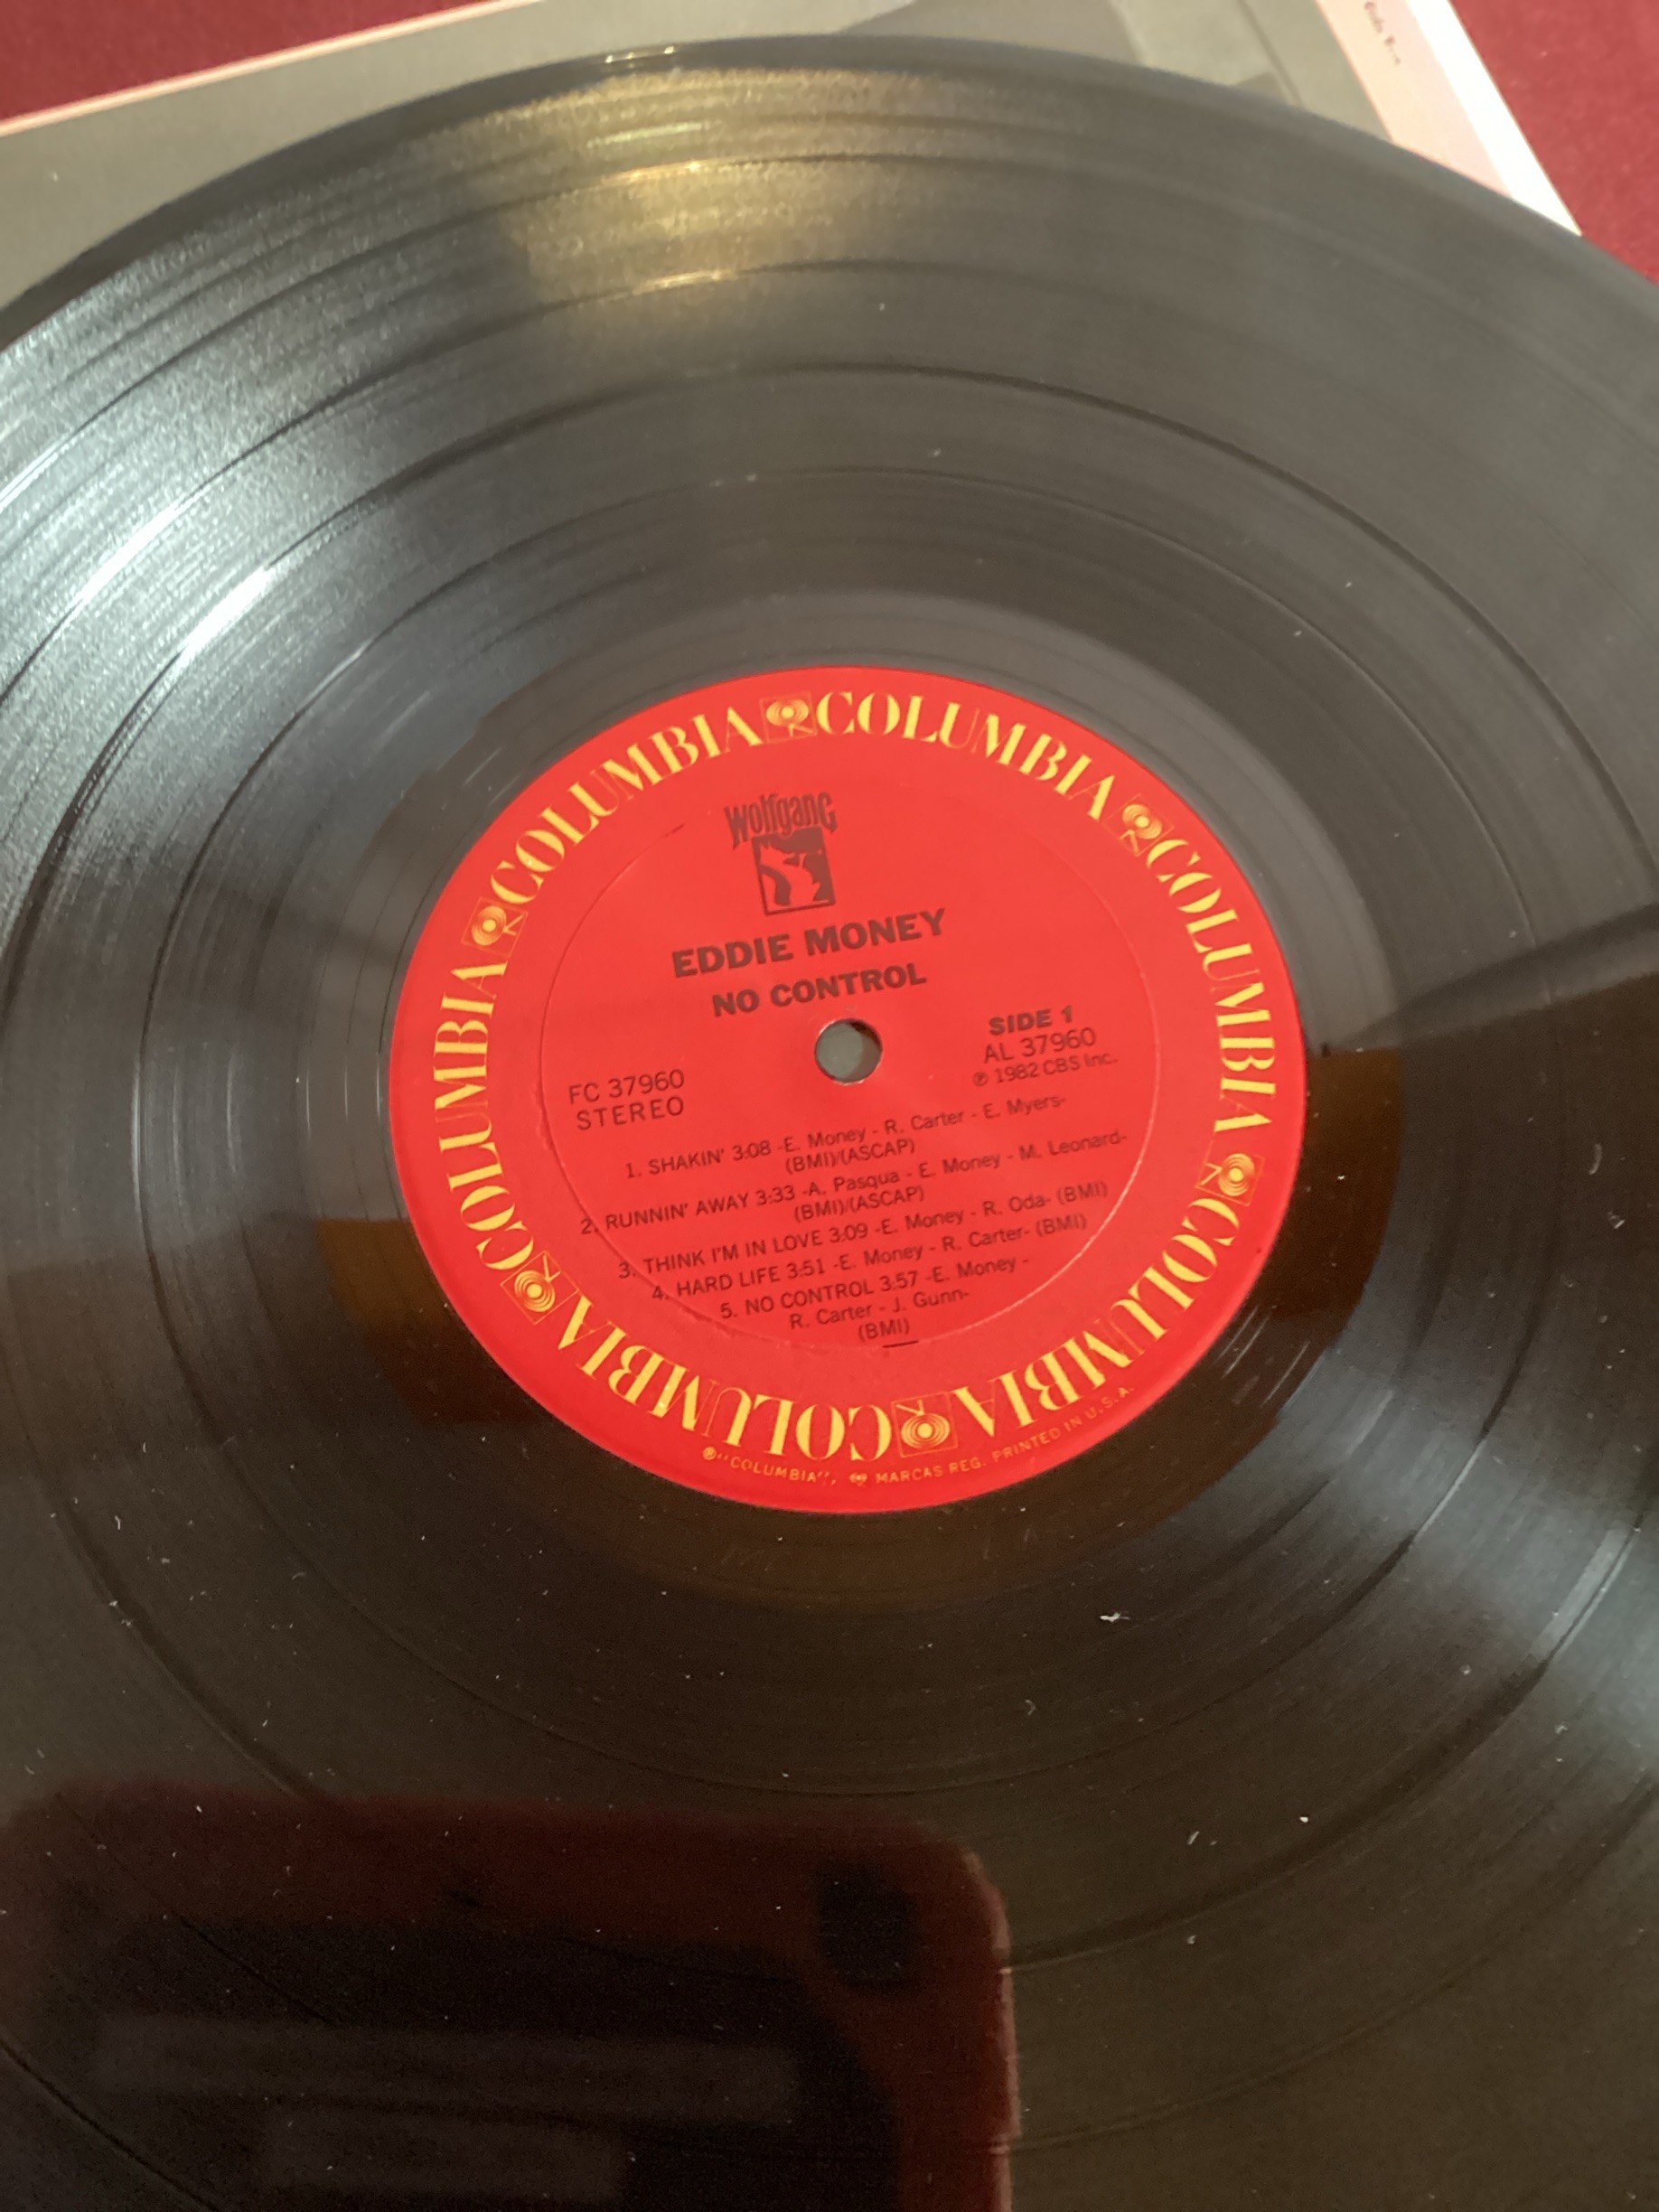 COLUMBIA COLUMBIA COLUMBIA COLUMBIA COLUMBIA COLUMBIA
Wolfgang
EDDIE MONEY
NO CONTROL
SIDE 1
AL 37960
℗ 1982 CBS Inc.
FC 37960
STEREO
1. SHAKIN' 3:08 -E. Money - R. Carter - E. Myers-
(BMI)/(ASCAP)
2. RUNNIN' AWAY 3:33 -A. Pasqua - E. Money - M. Leonard-
(BMI)/(ASCAP)
3. THINK I'M IN LOVE 3:09 -E. Money - R. Oda- (BMI)
4. HARD LIFE 3:51 -E. Money - R. Carter- (BMI)
5. NO CONTROL 3:57 -E. Money -
R. Carter - J. Gunn-
(BMI)
®"COLUMBIA", MARCAS REG. PRINTED IN U.S.A.